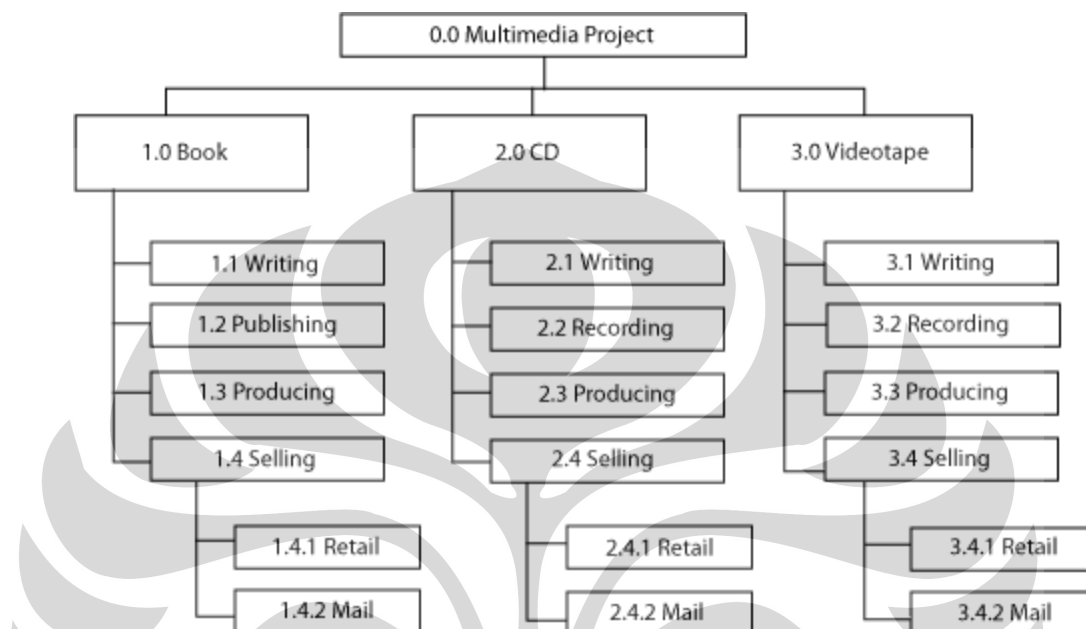 0.0 Multimedia Project
1.0 Book
2.0 CD
3.0 Videotape
1.1 Writing
2.1 Writing
3.1 Writing
1.2 Publishing
2.2 Recording
3.2 Recording
1.3 Producing
2.3 Producing
3.3 Producing
1.4 Selling
2.4 Selling
3.4 Selling
1.4.1 Retail
2.4.1 Retail
3.4.1 Retail
1.4.2 Mail
2.4.2 Mail
3.4.2 Mail